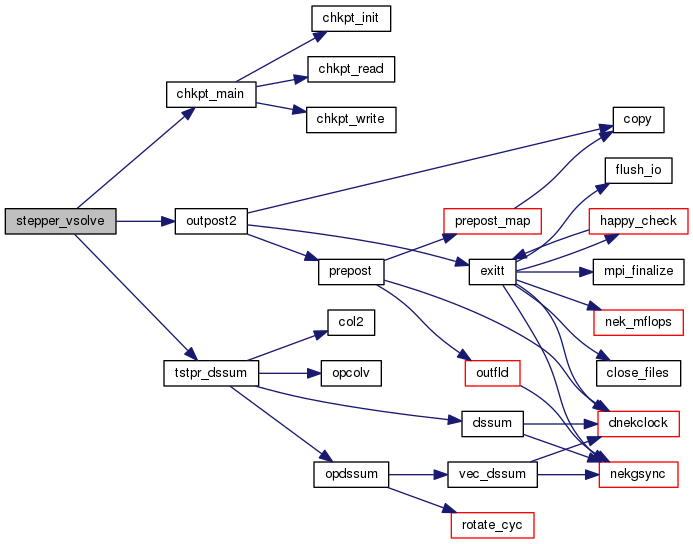 chkpt_init
chkpt_read
chkpt_main
chkpt_write
copy
flush_io
stepper_vsolve
outpost2
prepost_map
happy_check
prepost
exitt
mpi_finalize
col2
nek_mflops
tstpr_dssum
opcolv
outfld
close_files
dssum
dnekclock
opdssum
vec_dssum
nekgsync
rotate_cyc